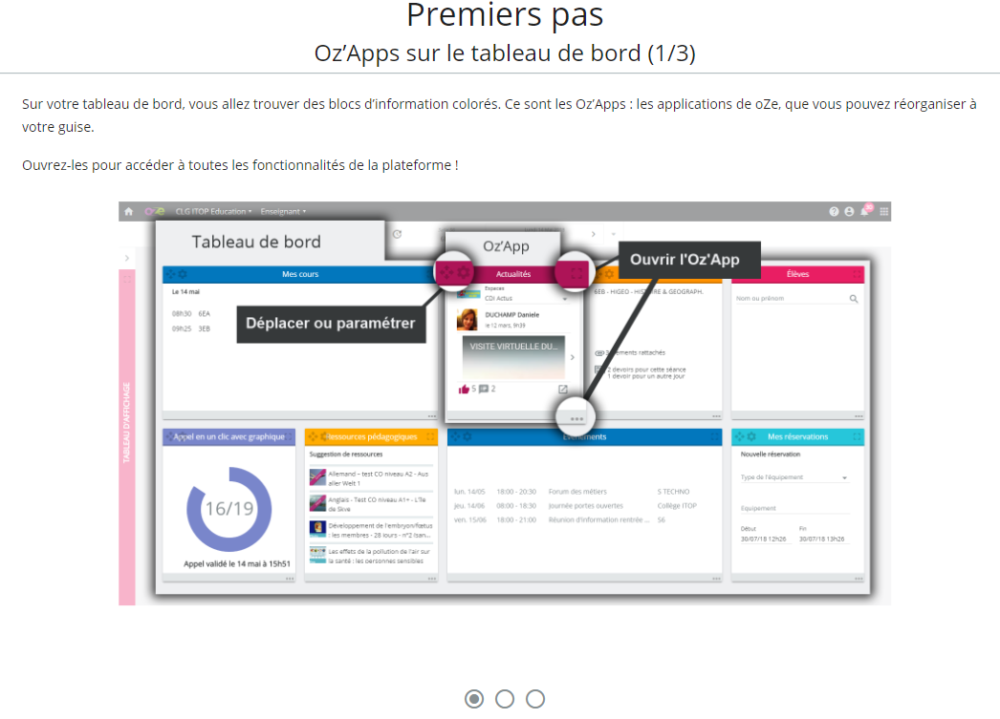 Premiers pas
Oz’Apps sur le tableau de bord (1/3)
Sur votre tableau de bord, vous allez trouver des blocs d’information colorés. Ce sont les Oz’Apps : les applications de oZe, que vous pouvez réorganiser à
votre guise.
Ouvrez-les pour accéder à toutes les fonctionnalités de la plateforme !
oZe CLG ITOP Education Enseignant
Tableau de bord
Oz’App
Ouvrir l'Oz'App
Déplacer ou paramétrer
TABLEAU D'AFFICHAGE
Mes cours
Le 14 mai
08h30 6EA
09h25 3EB
Actualités
Espaces
CDI Actus
DUCHAMP Daniele
le 12 mars, 9h39
VISITE VIRTUELLE DU...
5 2
6EB - HIGEO - HISTOIRE & GEOGRAPH.
3 éléments rattachés
2 devoirs pour cette séance
1 devoir pour un autre jour
Élèves
Nom ou prénom
Appel en un clic avec graphique
16/19
Appel validé le 14 mai à 15h51
Ressources pédagogiques
Suggestion de ressources
Allemand – test CO niveau A2 - Aus
aller Welt 1
Anglais - Test CO niveau A1+ - L'île
de Skye
Développement de l'embryon/fœtus
: les membres - 28 jours - n°2 (san...
Les effets de la pollution de l'air sur
la santé : les personnes sensibles
Evénements
lun. 14/05 18:00 - 20:30 Forum des métiers S TECHNO
jeu. 14/06 08:00 - 18:30 Journée portes ouvertes Collège ITOP
ven. 15/06 18:00 - 21:00 Réunion d'information rentrée ... S6
Mes réservations
Nouvelle réservation
Type de l'équipement
Equipement
Début Fin
30/07/18 12h26 30/07/18 13h26